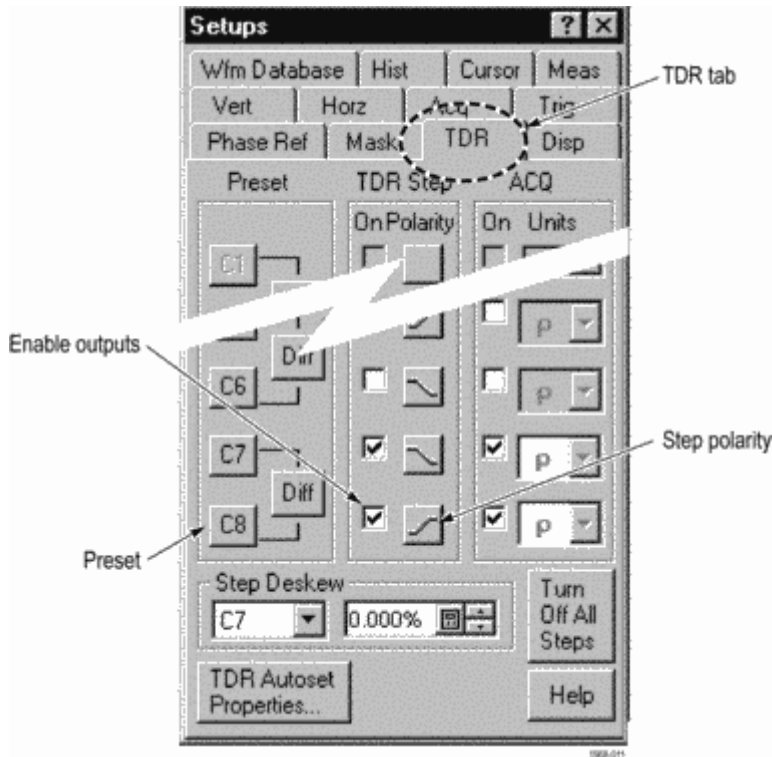 Setups
Wfm Database Hist Cursor Meas
TDR tab
Vert Horz Acq Trig
Phase Ref Mask TDR Disp
Preset TDR Step ACQ
On Polarity On Units
C1
ρ
Enable outputs
Diff
C6 ρ
C7 ρ
Step polarity
Diff
C8 ρ
Preset
Step Deskew
C7 0.000%
Turn Off All Steps
TDR Autoset Properties...
Help